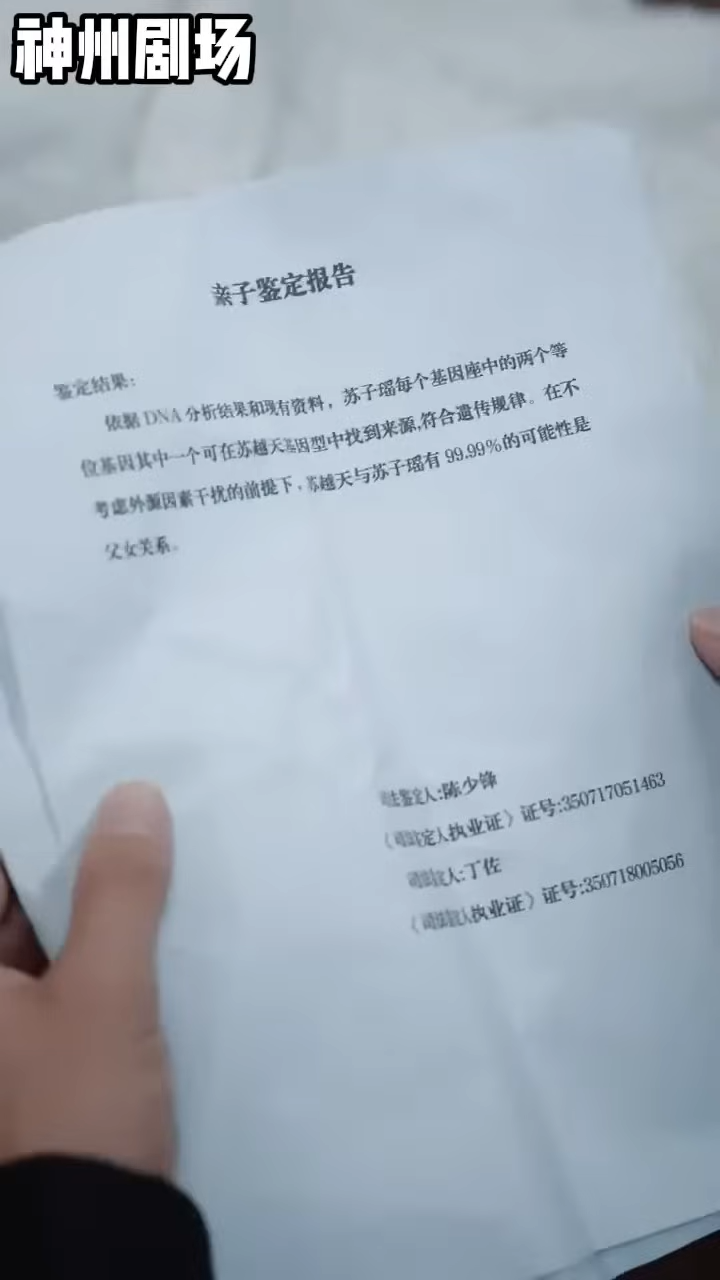 神州剧场
亲子鉴定报告
鉴定结果：
依据DNA分析结果和现有资料，苏子瑶每个基因座中的两个等
位基因其中一个可在苏越天基因型中找到来源,符合遗传规律。在不
考虑外源因素干扰的前提下，苏越天与苏子瑶有99.99%的可能性是
父女关系。
司法鉴定人:陈少锋
《司法鉴定人执业证》证号:350717051463
司法鉴定人:丁佐
《司法鉴定人执业证》证号:350718005056